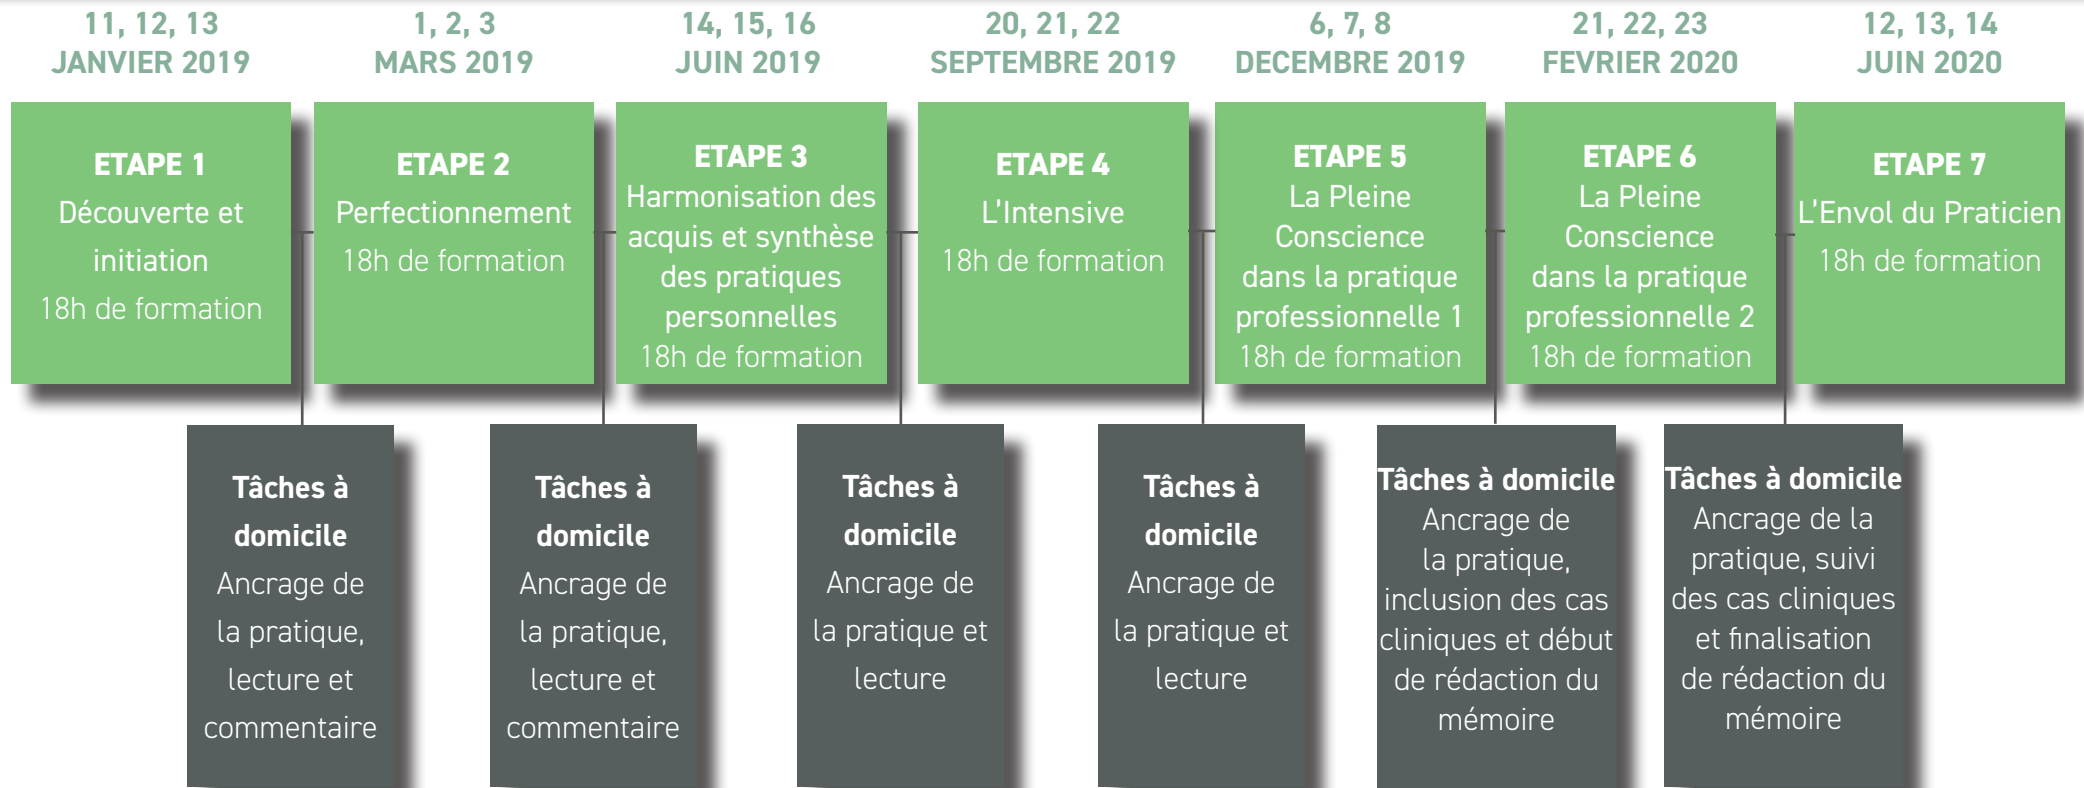 11, 12, 13
JANVIER 2019
1, 2, 3
MARS 2019
14, 15, 16
JUIN 2019
20, 21, 22
SEPTEMBRE 2019
6, 7, 8
DECEMBRE 2019
21, 22, 23
FEVRIER 2020
12, 13, 14
JUIN 2020
ETAPE 1
Découverte et
initiation
18h de formation
ETAPE 2
Perfectionnement
18h de formation
ETAPE 3
Harmonisation des
acquis et synthèse
des pratiques
personnelles
18h de formation
ETAPE 4
L'Intensive
18h de formation
ETAPE 5
La Pleine
Conscience
dans la pratique
professionnelle 1
18h de formation
ETAPE 6
La Pleine
Conscience
dans la pratique
professionnelle 2
18h de formation
ETAPE 7
L'Envol du Praticien
18h de formation
Tâches à
domicile
Ancrage de
la pratique,
lecture et
commentaire
Tâches à
domicile
Ancrage de
la pratique,
lecture et
commentaire
Tâches à
domicile
Ancrage de
la pratique et
lecture
Tâches à
domicile
Ancrage de
la pratique et
lecture
Tâches à domicile
Ancrage de
la pratique,
inclusion des cas
cliniques et début
de rédaction du
mémoire
Tâches à domicile
Ancrage de la
pratique, suivi
des cas cliniques
et finalisation
de rédaction du
mémoire